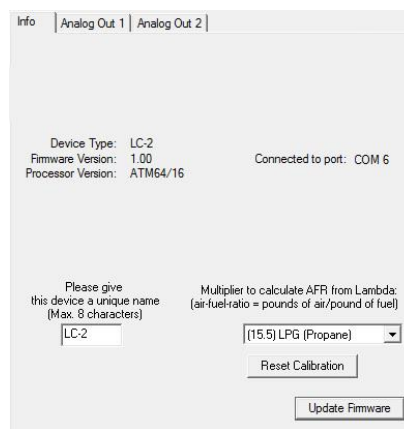 Info Analog Out 1 Analog Out 2
Device Type: LC-2
Firmware Version: 1.00 Connected to port: COM 6
Processor Version: ATM64/16
Please give
this device a unique name
(Max. 8 characters)
LC-2
Multiplier to calculate AFR from Lambda:
(air-fuel-ratio = pounds of air/pound of fuel)
(15.5) LPG (Propane)
Reset Calibration
Update Firmware